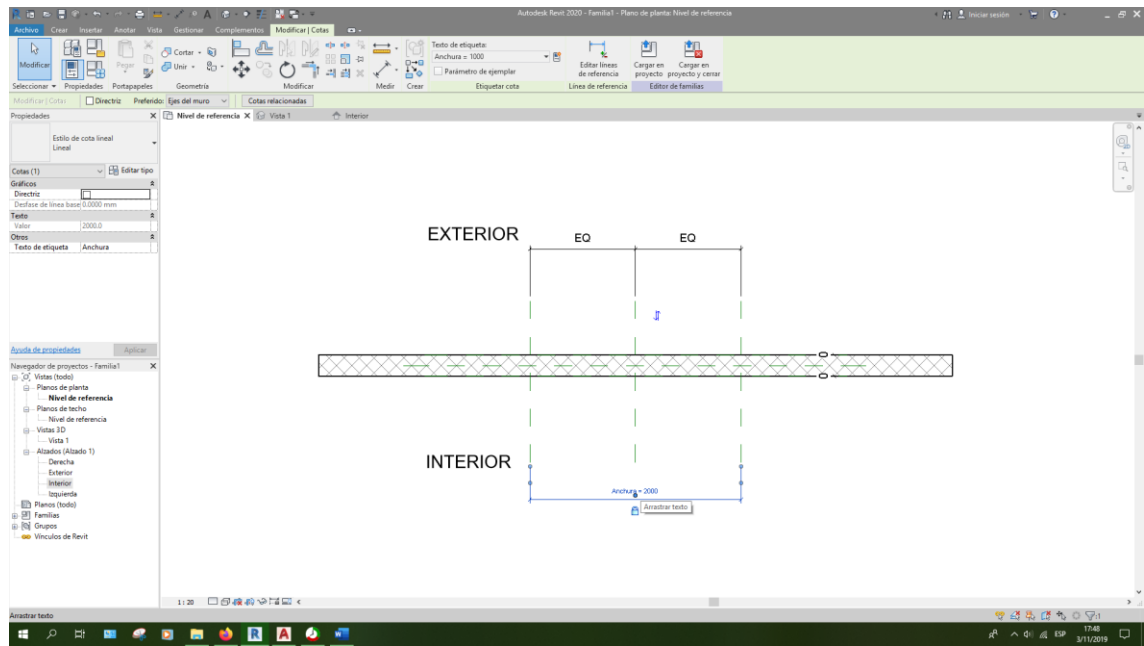 Autodesk Revit 2020 - Familia1 - Plano de planta: Nivel de referencia
Iniciar sesión
Archivo Crear Insertar Anotar Vista Gestionar Complementos Modificar | Cotas
Modificar
Pegar
Cortar
Unir
Texto de etiqueta:
Anchura = 1000
Parámetro de ejemplar
Editar líneas de referencia
Cargar en proyecto
Cargar en proyecto y cerrar
Seleccionar Propiedades Portapapeles Geometría Modificar Medir Crear Etiquetar cota Línea de referencia Editor de familias
Modificar | Cotas Directriz Preferido: Ejes del muro Cotas relacionadas
Propiedades X
Nivel de referencia X Vista 1 Interior
Estilo de cota lineal
Lineal
Cotas (1) Editar tipo
Gráficos
Directriz
Desfase de línea base 0.0000 mm
Texto
Valor 2000.0
Otros
Texto de etiqueta Anchura
Ayuda de propiedades Aplicar
Navegador de proyectos - Familia1 X
Vistas (todo)
Planos de planta
Nivel de referencia
Planos de techo
Nivel de referencia
Vistas 3D
Vista 1
Alzados (Alzado 1)
Derecha
Exterior
Interior
Izquierda
Planos (todo)
Familias
Grupos
Vínculos de Revit
EXTERIOR
EQ EQ
INTERIOR
Anchura = 2000
Arrastrar texto
1 : 20
Arrastrar texto
:1
ESP
17:48
3/11/2019